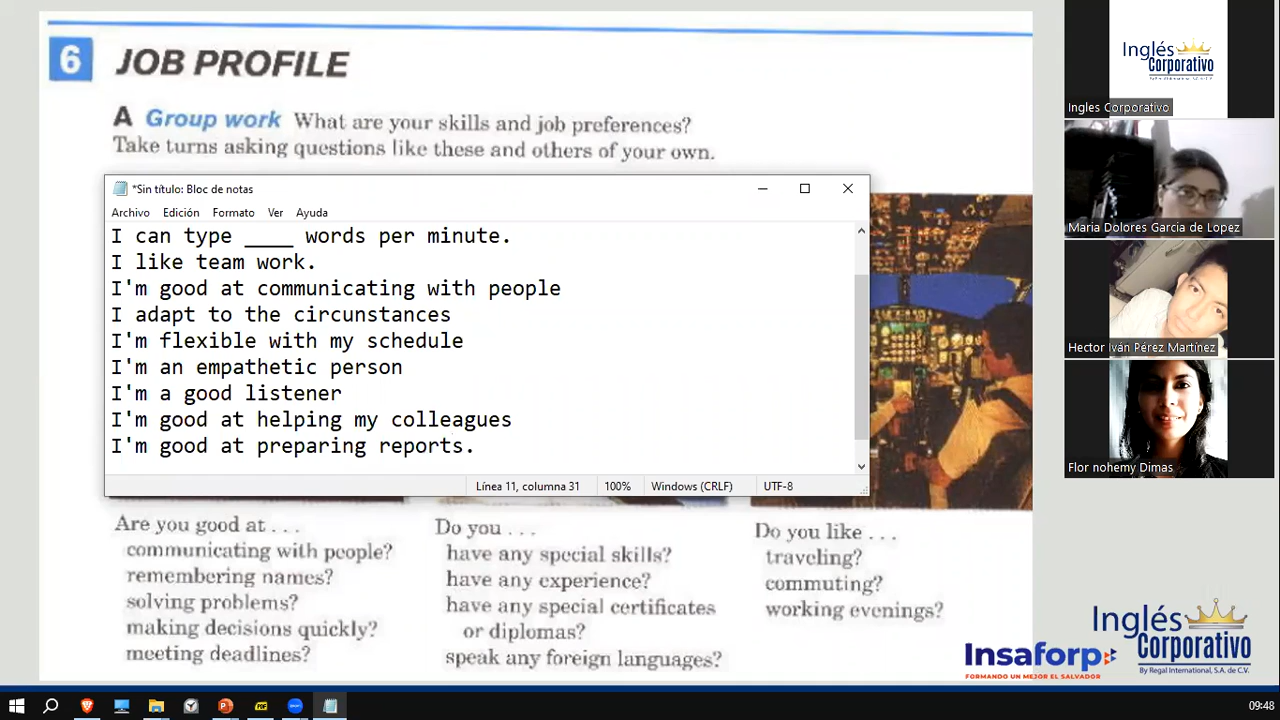 6 JOB PROFILE
A Group work What are your skills and job preferences?
Take turns asking questions like these and others of your own.
*Sin título: Bloc de notas
Archivo Edición Formato Ver Ayuda
I can type ____ words per minute.
I like team work.
I'm good at communicating with people
I adapt to the circunstances
I'm flexible with my schedule
I'm an empathetic person
I'm a good listener
I'm good at helping my colleagues
I'm good at preparing reports.
Línea 11, columna 31 100% Windows (CRLF) UTF-8
Are you good at . . .
communicating with people?
remembering names?
solving problems?
making decisions quickly?
meeting deadlines?
Do you . . .
have any special skills?
have any experience?
have any special certificates
or diplomas?
speak any foreign languages?
Do you like . . .
traveling?
commuting?
working evenings?
Inglés
Corporativo
Ingles Corporativo
Maria Dolores García de Lopez
Hector Iván Pérez Martínez
Flor nohemy Dimas
Insaforp
FORMANDO UN MEJOR EL SALVADOR
Inglés
Corporativo
By Regal International, S.A. de C.V.
09:48